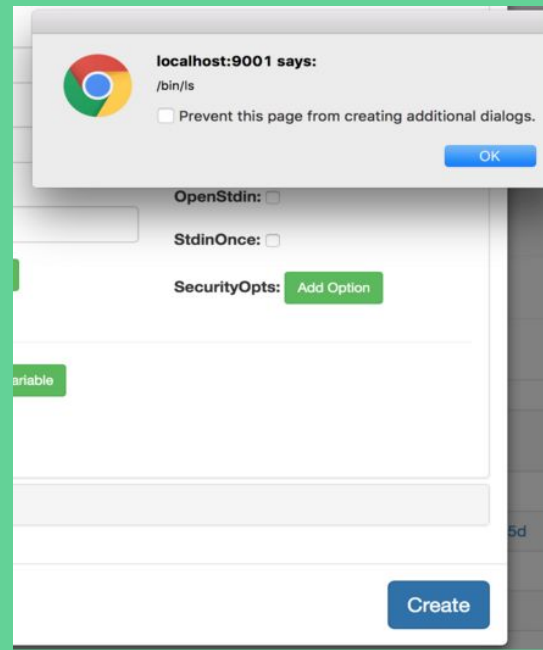 localhost:9001 says:
/bin/ls
Prevent this page from creating additional dialogs.
OK
OpenStdin:
StdinOnce:
SecurityOpts: Add Option
ariable
5d
Create